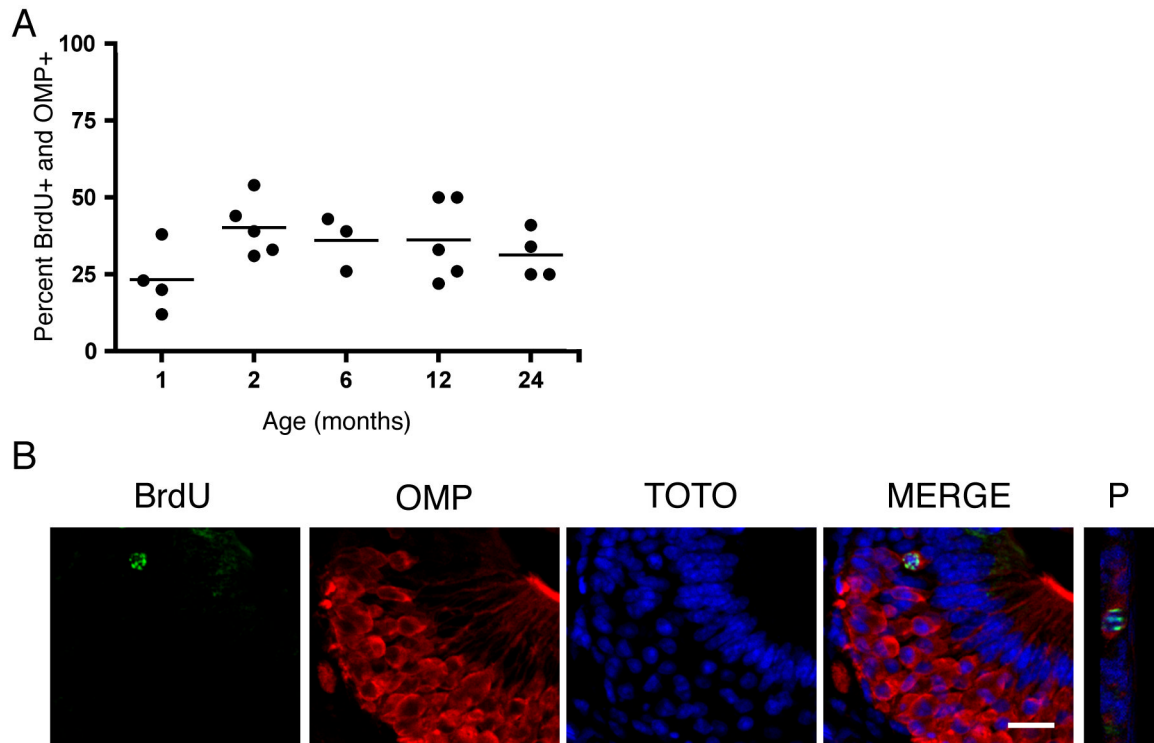 A
Percent BrdU+ and OMP+
100
75
50
25
0
1 2 6 12 24
Age (months)
B
BrdU OMP TOTO MERGE P